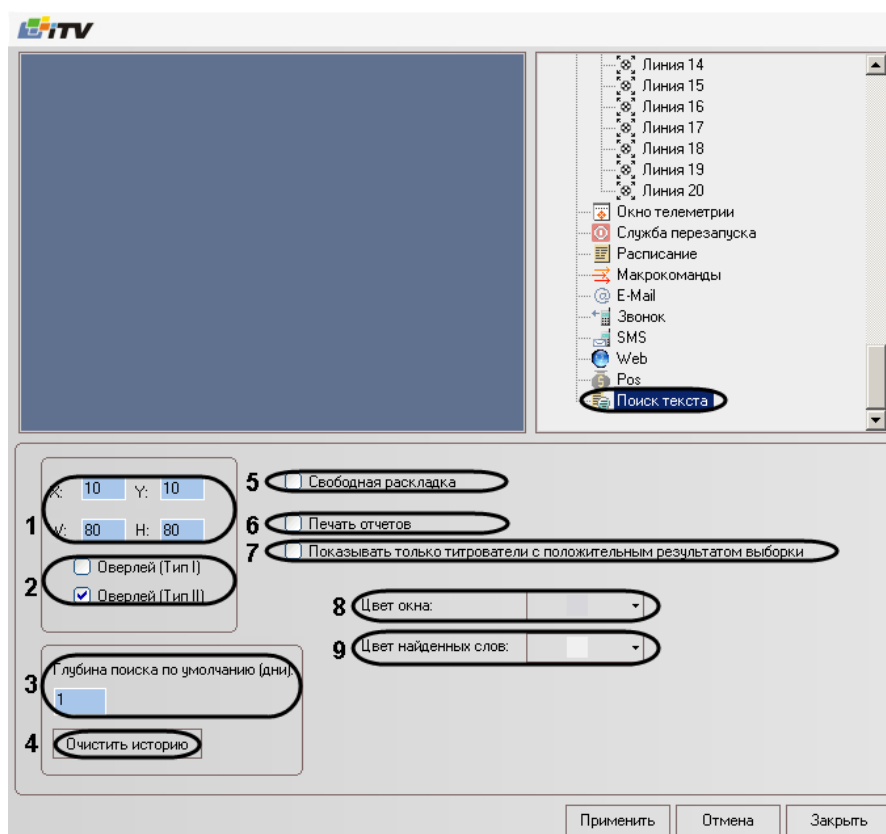 iTV
Линия 14
Линия 15
Линия 16
Линия 17
Линия 18
Линия 19
Линия 20
Окно телеметрии
Служба перезапуска
Расписание
Макрокоманды
E-Mail
Звонок
SMS
Web
Pos
Поиск текста
1
X: 10 Y: 10
W: 80 H: 80
2
Оверлей (Тип I)
Оверлей (Тип II)
3
Глубина поиска по умолчанию (дни):
1
4 Очистить историю
5 Свободная раскладка
6 Печать отчетов
7 Показывать только титрователи с положительным результатом выборки
8 Цвет окна:
9 Цвет найденных слов:
Применить Отмена Закрыть